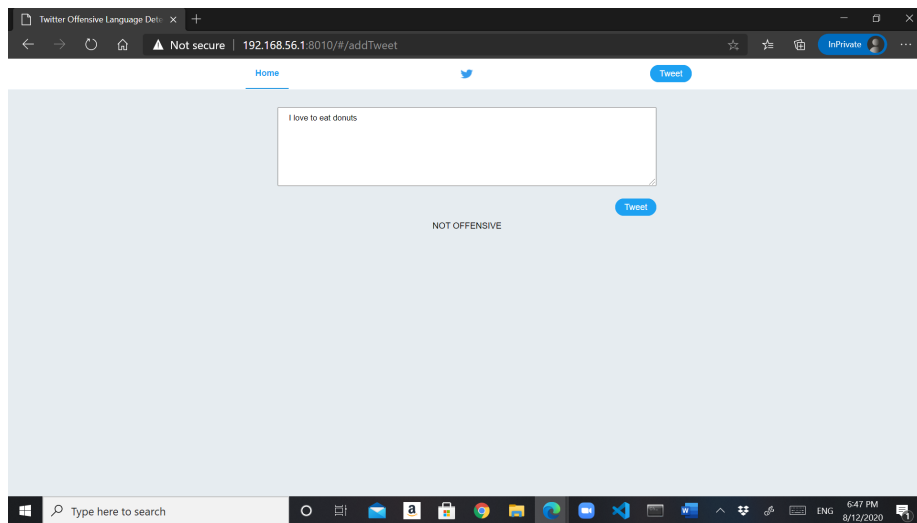 Twitter Offensive Language Dete
Not secure | 192.168.56.1:8010/#/addTweet
InPrivate
Home
Tweet
I love to eat donuts
Tweet
NOT OFFENSIVE
Type here to search
ENG
6:47 PM
8/12/2020